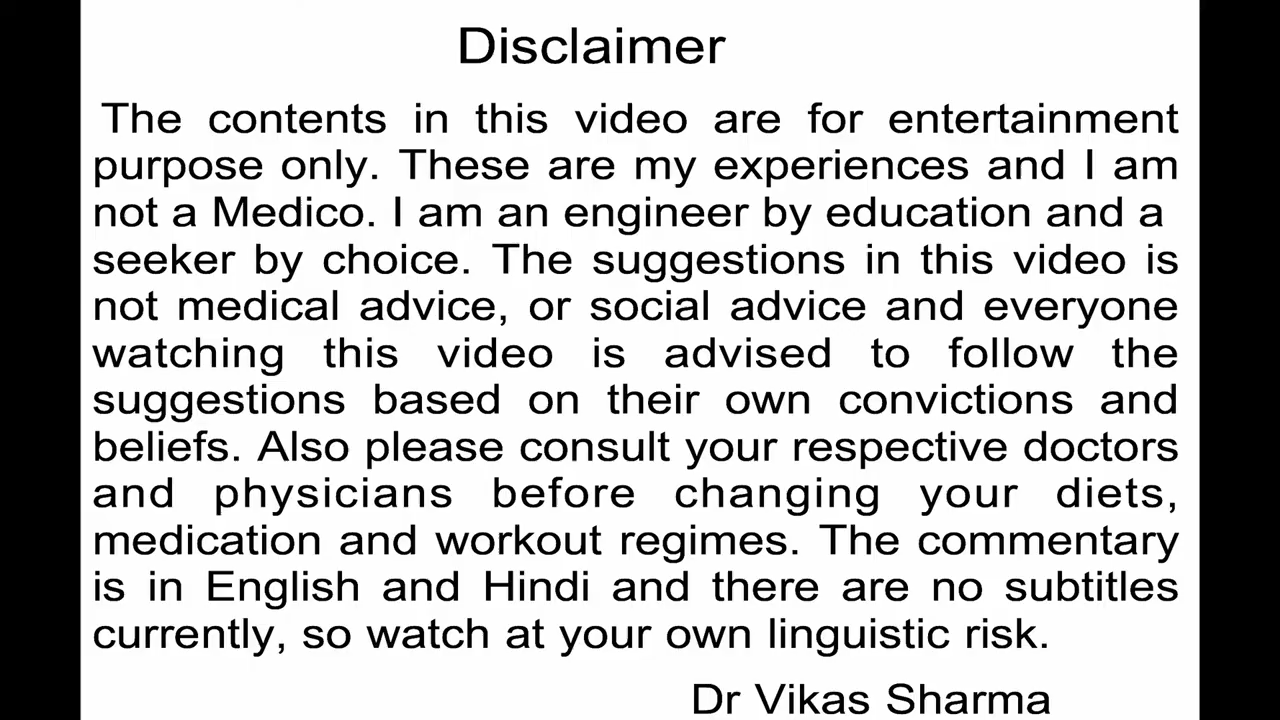 Disclaimer
The contents in this video are for entertainment
purpose only. These are my experiences and I am
not a Medico. I am an engineer by education and a
seeker by choice. The suggestions in this video is
not medical advice, or social advice and everyone
watching this video is advised to follow the
suggestions based on their own convictions and
beliefs. Also please consult your respective doctors
and physicians before changing your diets,
medication and workout regimes. The commentary
is in English and Hindi and there are no subtitles
currently, so watch at your own linguistic risk.
Dr Vikas Sharma